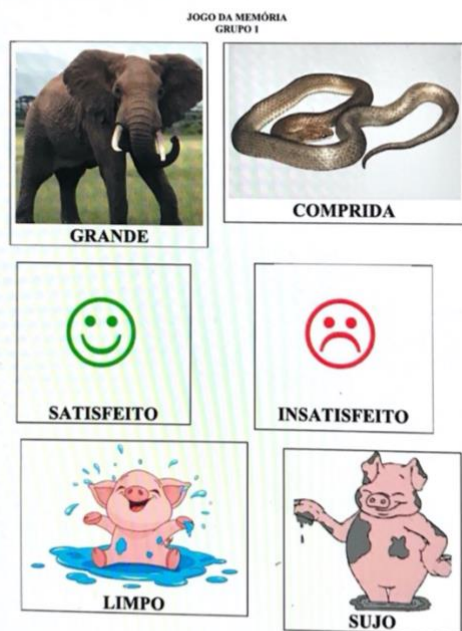 JOGO DA MEMÓRIA
GRUPO 1
GRANDE
COMPRIDA
SATISFEITO
INSATISFEITO
LIMPO
SUJO